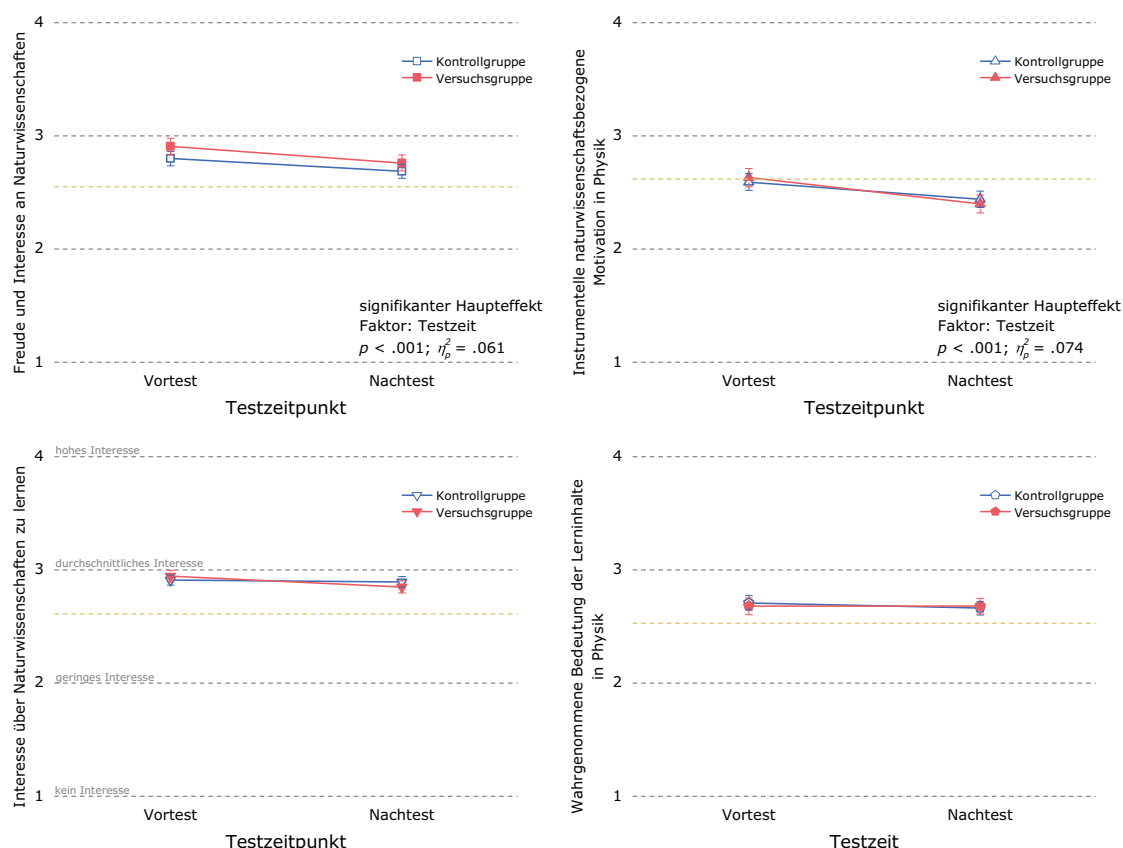 Freude und Interesse an Naturwissenschaften
4
3
2
1
Kontrollgruppe
Versuchsgruppe
signifikanter Haupteffekt
Faktor: Testzeit
p < .001; η²ₚ = .061
Vortest
Nachtest
Testzeitpunkt
Instrumentelle naturwissenschaftsbezogene
Motivation in Physik
4
3
2
1
Kontrollgruppe
Versuchsgruppe
signifikanter Haupteffekt
Faktor: Testzeit
p < .001; η²ₚ = .074
Vortest
Nachtest
Testzeitpunkt
Interesse über Naturwissenschaften zu lernen
4
3
2
1
hohes Interesse
Kontrollgruppe
Versuchsgruppe
durchschnittliches Interesse
geringes Interesse
kein Interesse
Vortest
Nachtest
Testzeitpunkt
Wahrgenommene Bedeutung der Lerninhalte
in Physik
4
3
2
1
Kontrollgruppe
Versuchsgruppe
Vortest
Nachtest
Testzeit